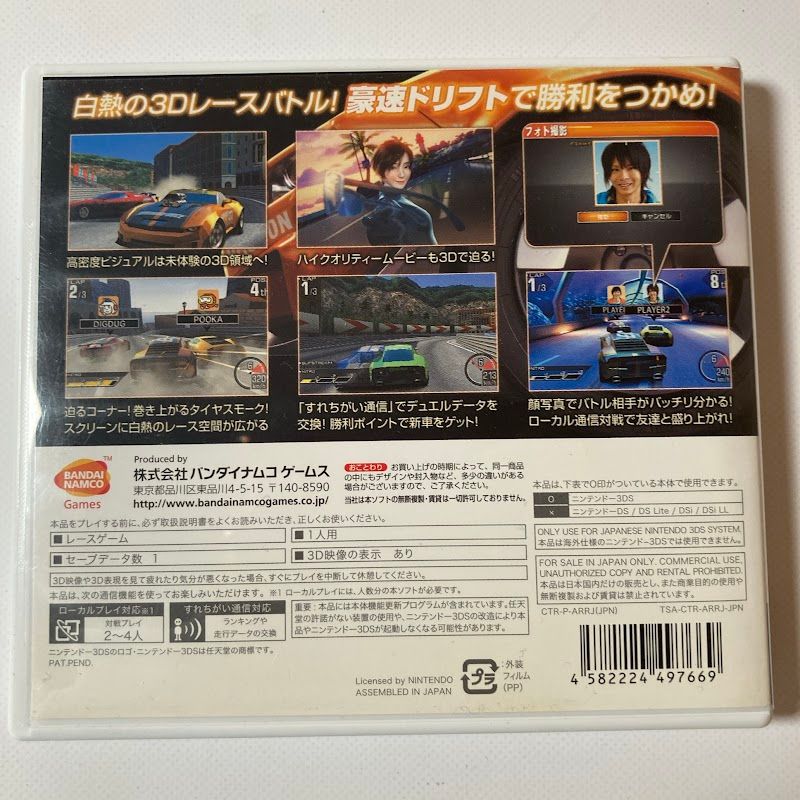 白熱の3Dレースバトル!豪速ドリフトで勝利をつかめ!
高密度ビジュアルは未体験の3D領域へ!
ハイクオリティームービーも3Dで迫る!
フォト撮影
キャンセル
LAP
2/3
POS.
4th
DIGDUG
POOKA
6
320
km/h
NITRO
LAP
1/3
6
213
km/h
NITRO
LAP
1/3
POS.
8th
PLAYER2
6
240
km/h
NITRO
迫るコーナー!巻き上がるタイヤスモーク!
スクリーンに白熱のレース空間が広がる
「すれちがい通信」でデュエルデータを
交換!勝利ポイントで新車をゲット!
顔写真でバトル相手がバッチリ分かる!
ローカル通信対戦で友達と盛り上がれ!
BANDAI
NAMCO
Games
TM
Produced by
株式会社 バンダイナムコ ゲームス
東京都品川区東品川4-5-15 〒140-8590
http://www.bandainamcogames.co.jp/
おことわり お買い上げの時期によって、同一商品
の中にもデザインや封入物など、多少の違いがある
場合がございますので、ご了承ください。
当社は本ソフトの無断複製・賃貸は一切許可しておりません。
本品は、下表で○印がついている本体で使用できます。
○ ニンテンドー3DS
× ニンテンドーDS / DS Lite / DSi / DSi LL
本品をプレイする前に、必ず取扱説明書をよくお読みいただき、正しくお使いください。
■レースゲーム
■1人用
■セーブデータ数 1
■3D映像の表示 あり
3D映像や3D表現を見て疲れたり気分が悪くなった場合、すぐにプレイを中断して休憩してください。
本品は、次の通信機能を使ってお楽しみいただけます。 ※1 ローカルプレイには、人数分の本ソフトが必要です。
ローカルプレイ対応※1
対戦プレイ
2〜4人
すれちがい通信対応
ランキングや
走行データの交換
重要:本品には本体機能更新プログラムが含まれています。任天
堂の許諾がない装置の使用や、ニンテンドー3DSの改造により本
品やニンテンドー3DSが起動しなくなる可能性があります。
ONLY USE FOR JAPANESE NINTENDO 3DS SYSTEM.
本品は海外仕様のニンテンドー3DSでは使用できません。
FOR SALE IN JAPAN ONLY. COMMERCIAL USE,
UNAUTHORIZED COPY AND RENTAL PROHIBITED.
本品は日本国内だけの販売とし、また商業目的の使用や
無断複製および賃貸は禁止されています。
CTR-P-ARRJ(JPN)
TSA-CTR-ARRJ-JPN
ニンテンドー3DSのロゴ・ニンテンドー3DSは任天堂の商標です。
PAT.PEND.
Licensed by NINTENDO
ASSEMBLED IN JAPAN
プラ
:外装
フィルム
(PP)
4 582224 497669